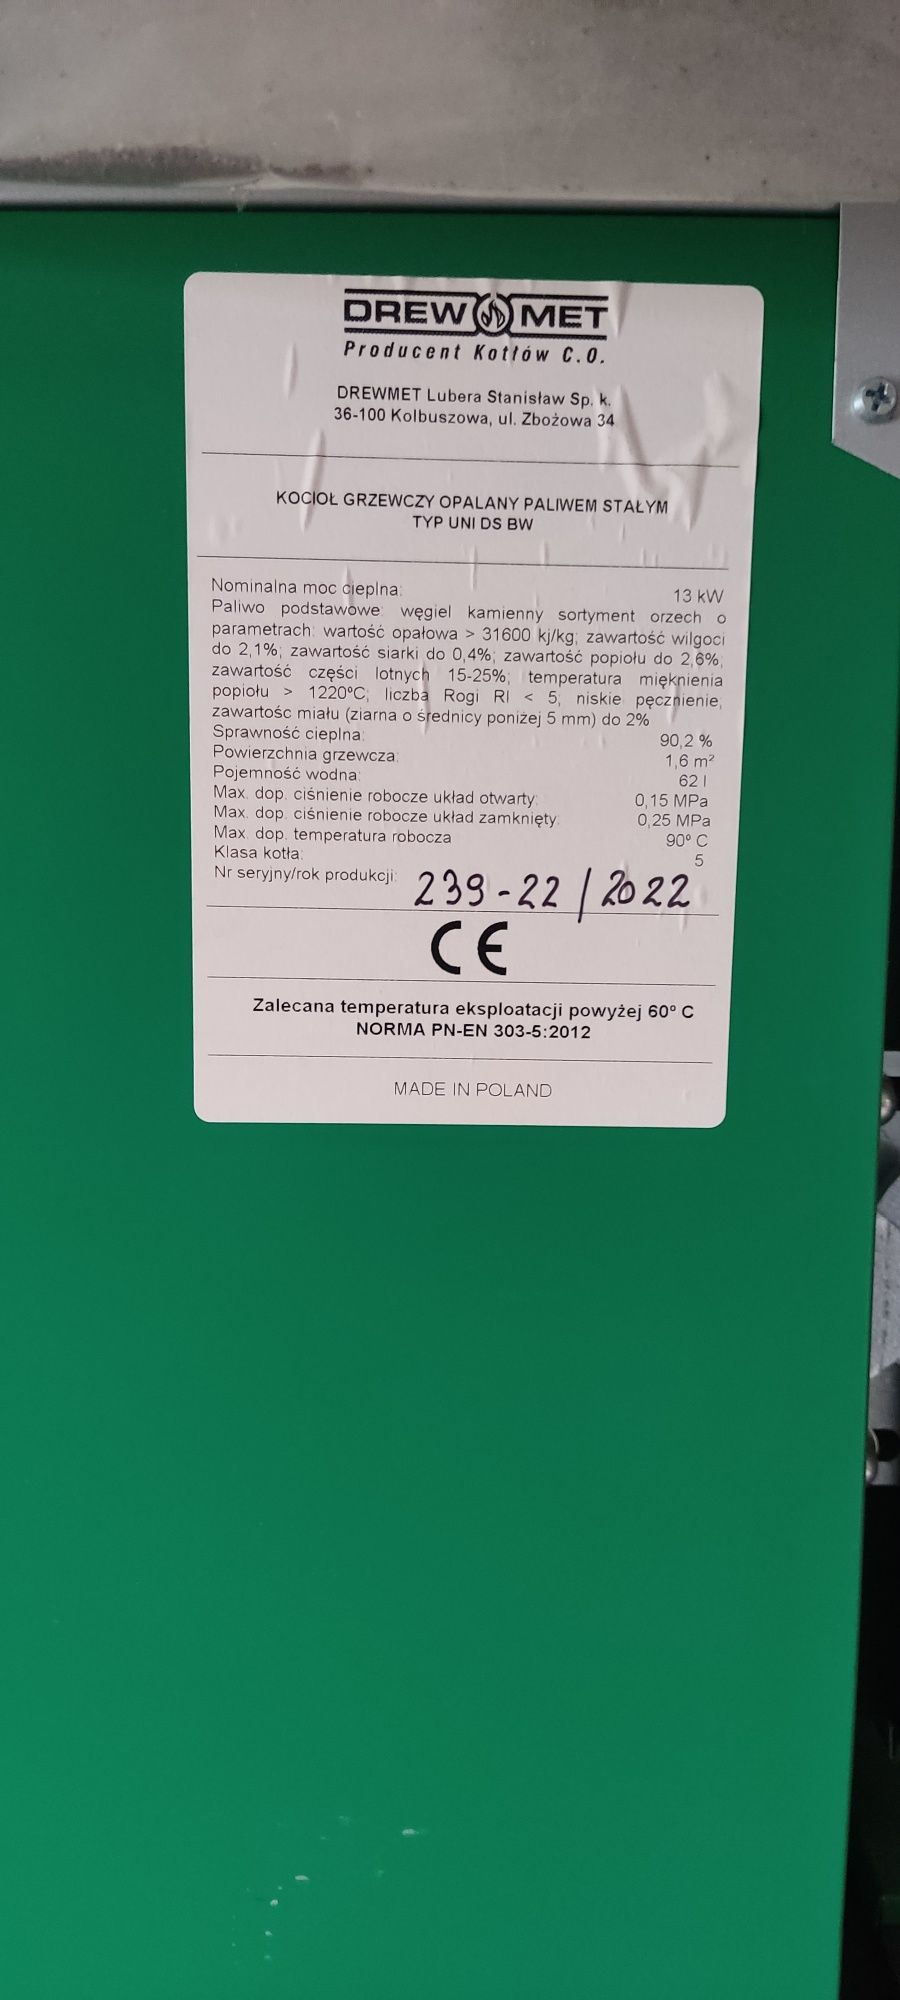 DREW MET
Producent Kotłów C.O.
DREWMET Lubera Stanisław Sp. k.
36-100 Kolbuszowa, ul. Zbożowa 34
KOCIOŁ GRZEWCZY OPALANY PALIWEM STAŁYM
TYP UNI DS BW
Nominalna moc cieplna: 13 kW
Paliwo podstawowe: węgiel kamienny sortyment orzech o
parametrach: wartość opałowa > 31600 kj/kg; zawartość wilgoci
do 2,1%; zawartość siarki do 0,4%; zawartość popiołu do 2,6%;
zawartość części lotnych 15-25%; temperatura mięknienia
popiołu > 1220ºC; liczba Rogi RI < 5; niskie pęcznienie;
zawartośc miału (ziarna o średnicy poniżej 5 mm) do 2%
Sprawność cieplna: 90,2 %
Powierzchnia grzewcza: 1,6 m²
Pojemność wodna: 62 l
Max. dop. ciśnienie robocze układ otwarty: 0,15 MPa
Max. dop. ciśnienie robocze układ zamknięty: 0,25 MPa
Max. dop. temperatura robocza 90º C
Klasa kotła: 5
Nr seryjny/rok produkcji: 239-22 / 2022
CE
Zalecana temperatura eksploatacji powyżej 60º C
NORMA PN-EN 303-5:2012
MADE IN POLAND